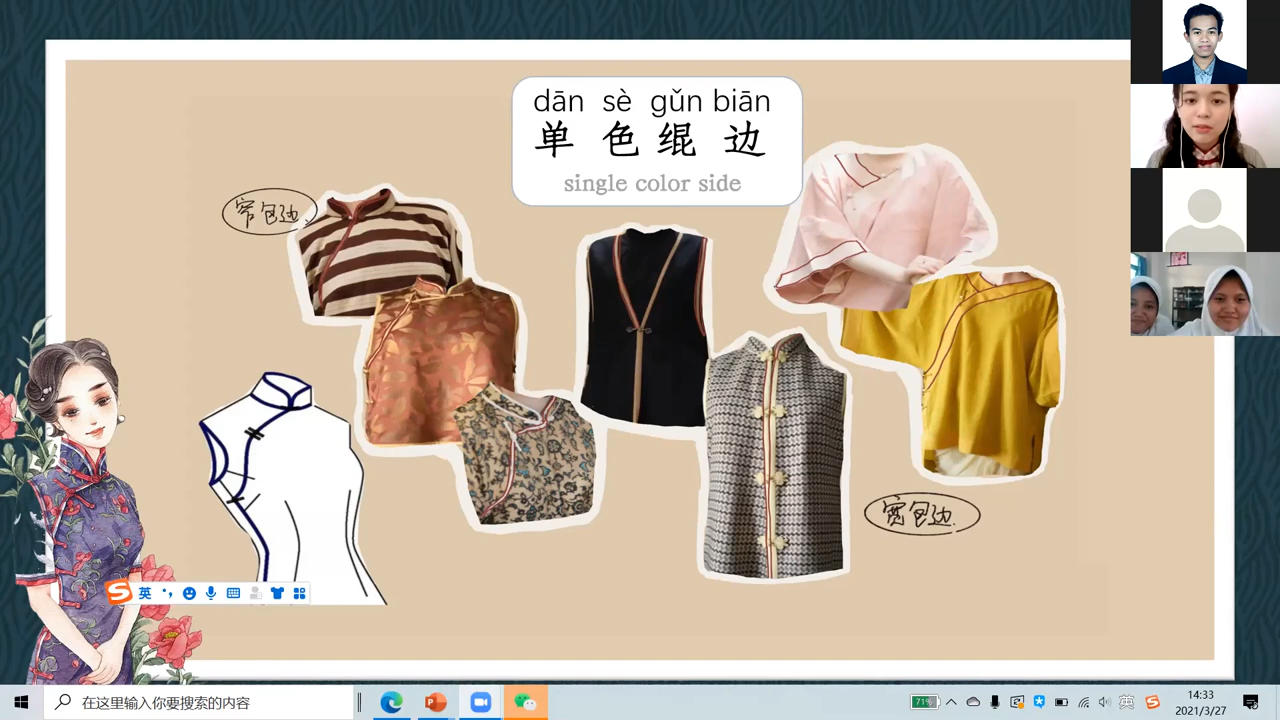 dān sè gǔn biān
单色绲边
single color side
窄包边
宽包边
英
在这里输入你要搜索的内容
71%
英
14:33
2021/3/27